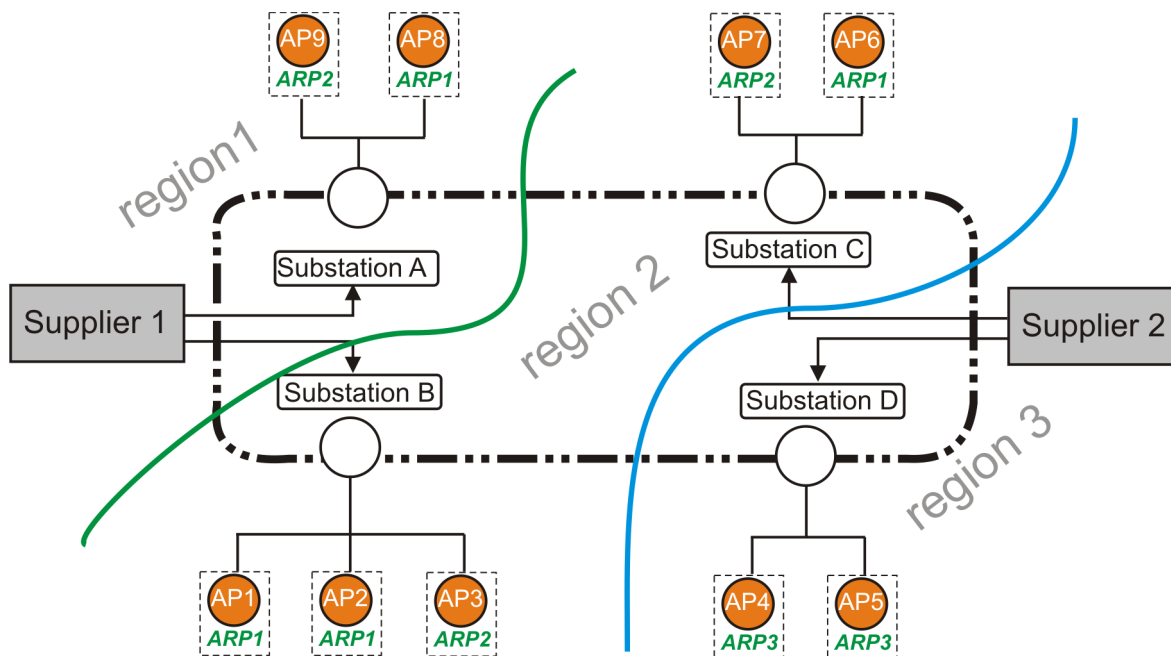 AP9
AP8
AP7
AP6
ARP2
ARP1
ARP2
ARP1
region1
Substation A
Substation C
region 2
Supplier 1
Supplier 2
Substation B
Substation D
region 3
AP1
AP2
AP3
AP4
AP5
ARP1
ARP1
ARP2
ARP3
ARP3